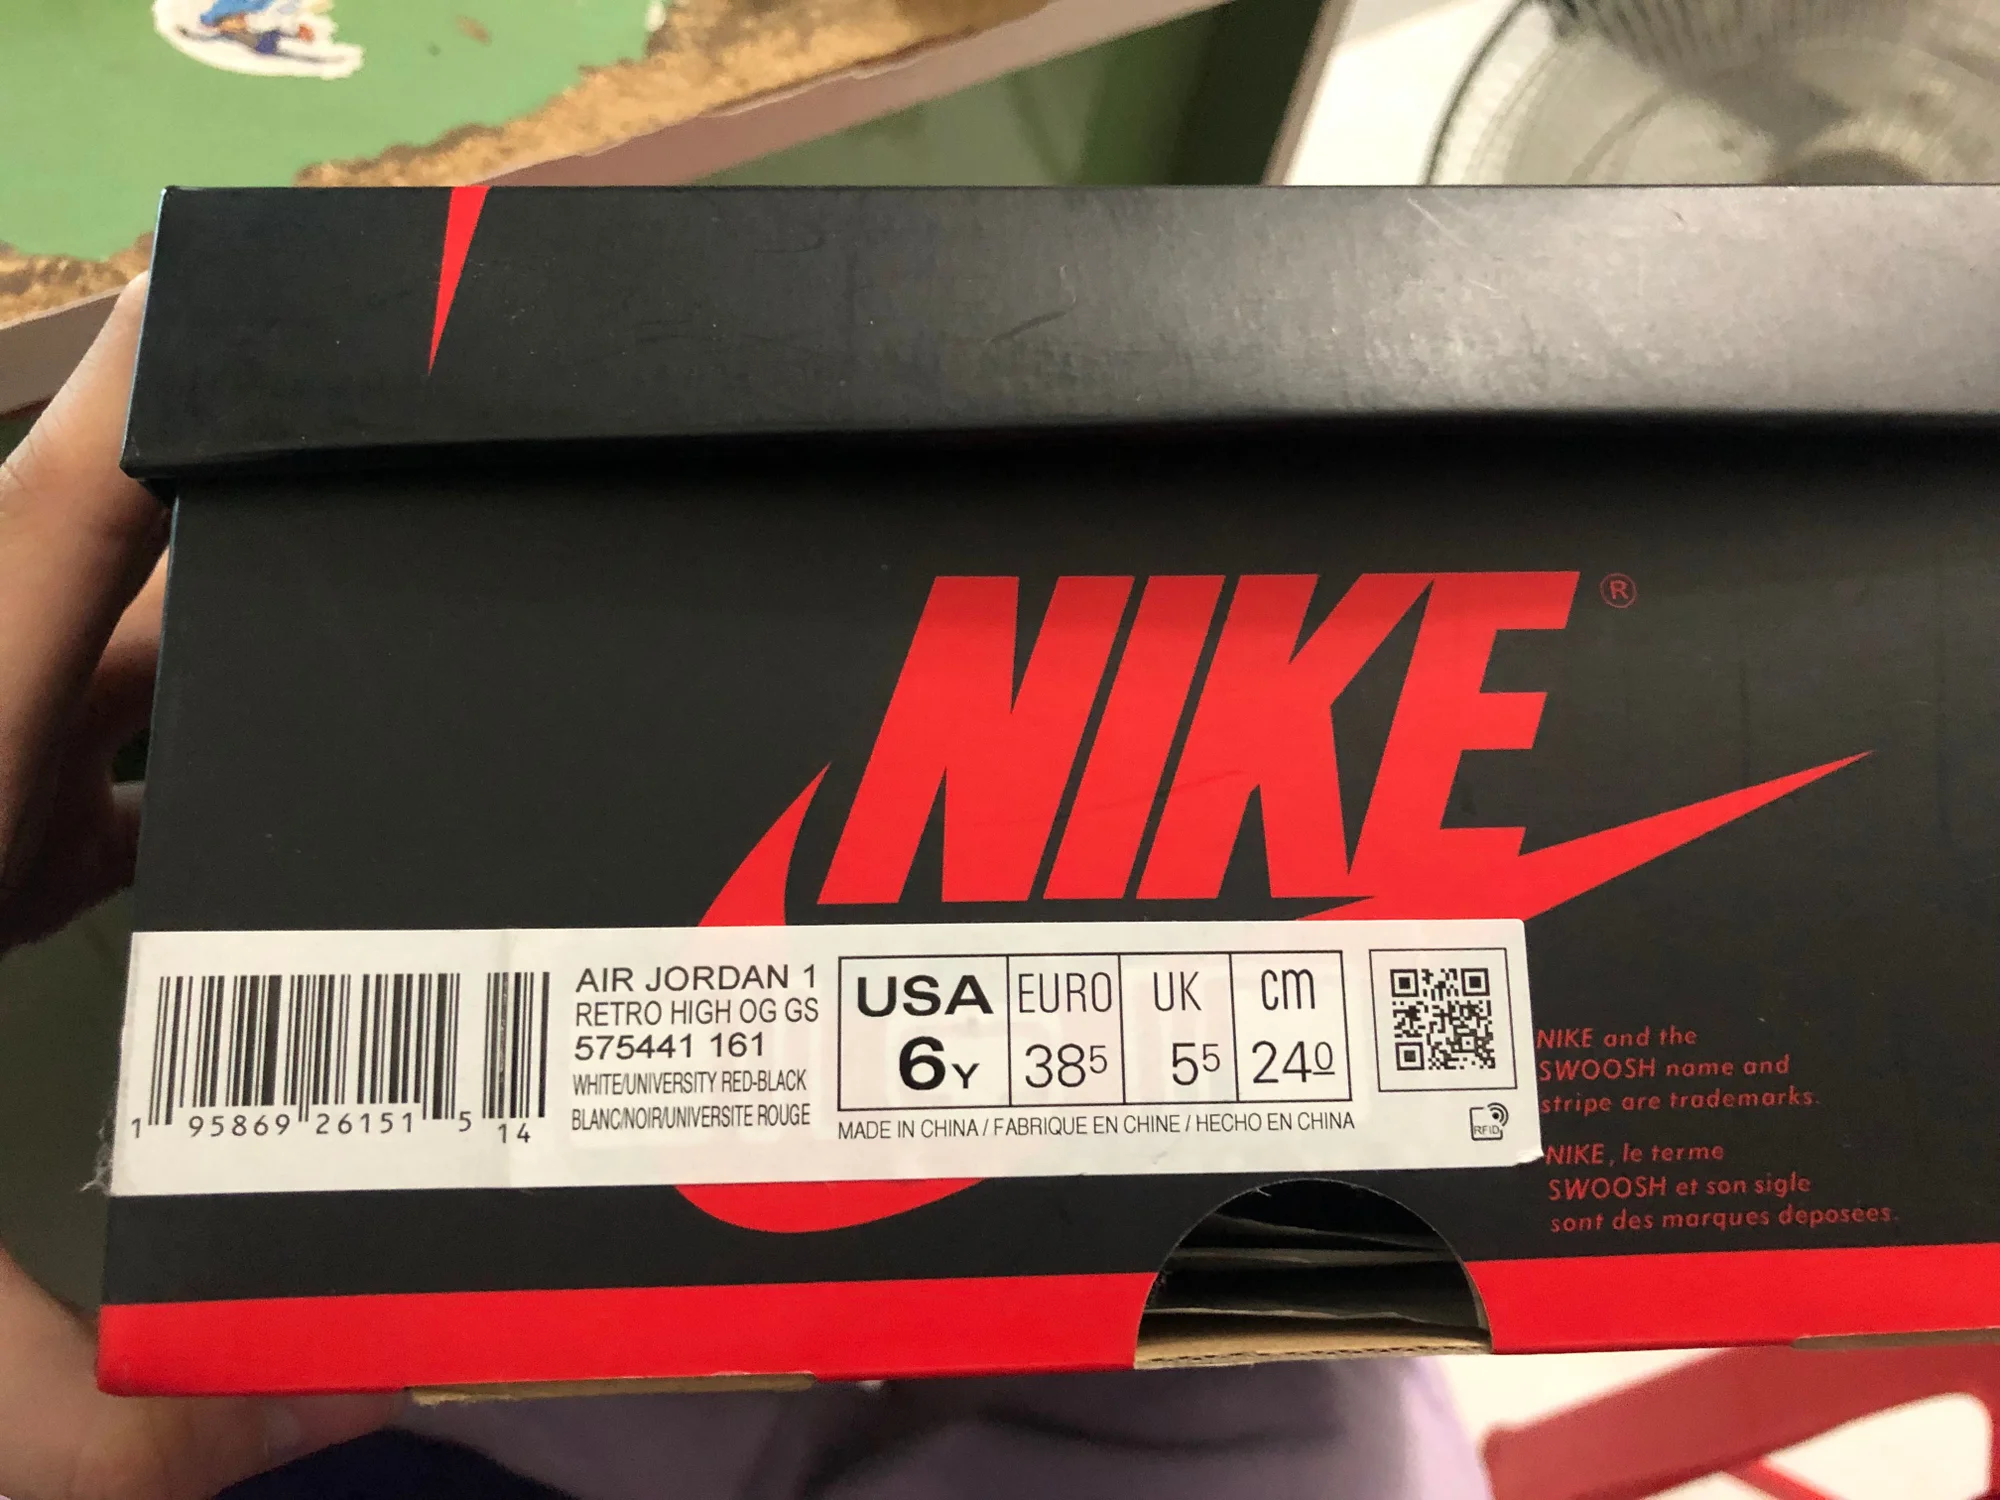 NIKE ®
AIR JORDAN 1
RETRO HIGH OG GS
575441 161
WHITE/UNIVERSITY RED-BLACK
BLANC/NOIR/UNIVERSITE ROUGE
1 95869 26151 5 14
USA EURO UK cm
6Y 385 55 240
MADE IN CHINA / FABRIQUE EN CHINE / HECHO EN CHINA
RFID
NIKE and the
SWOOSH name and
stripe are trademarks.
NIKE, le terme
SWOOSH et son sigle
sont des marques déposées.